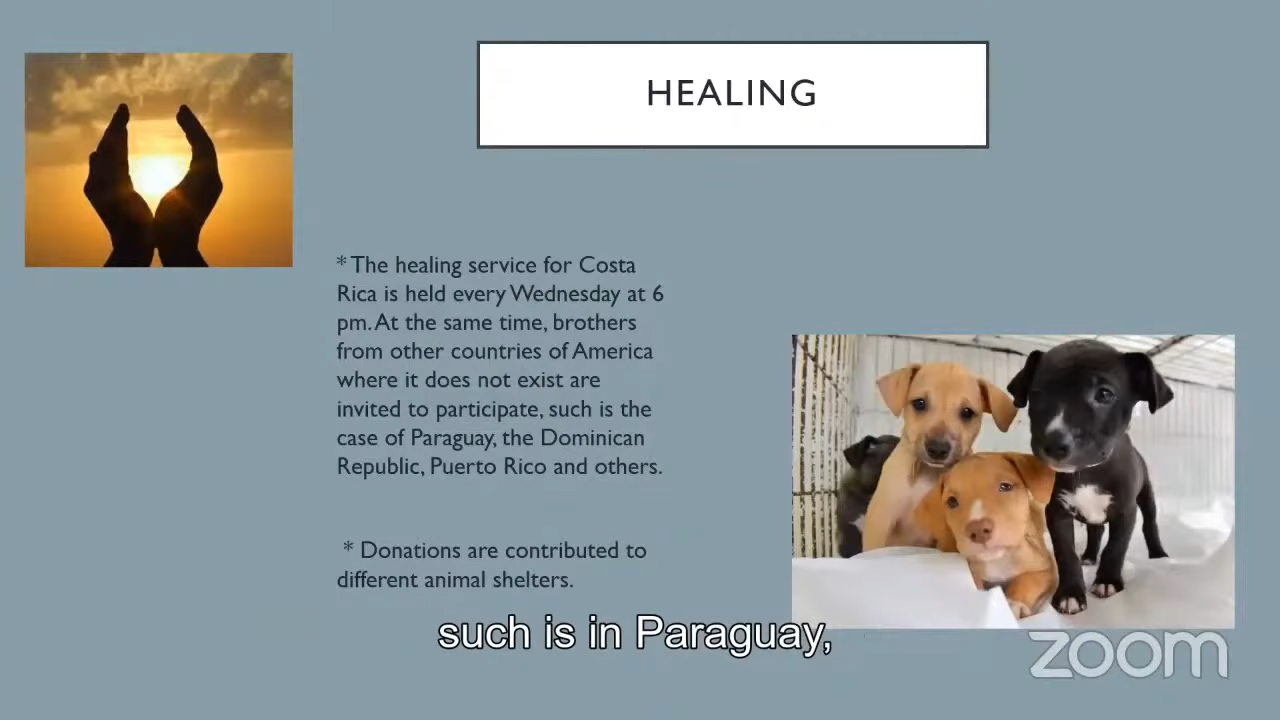 HEALING
* The healing service for Costa
Rica is held every Wednesday at 6
pm. At the same time, brothers
from other countries of America
where it does not exist are
invited to participate, such is the
case of Paraguay, the Dominican
Republic, Puerto Rico and others.
* Donations are contributed to
different animal shelters.
such is in Paraguay,
zoom